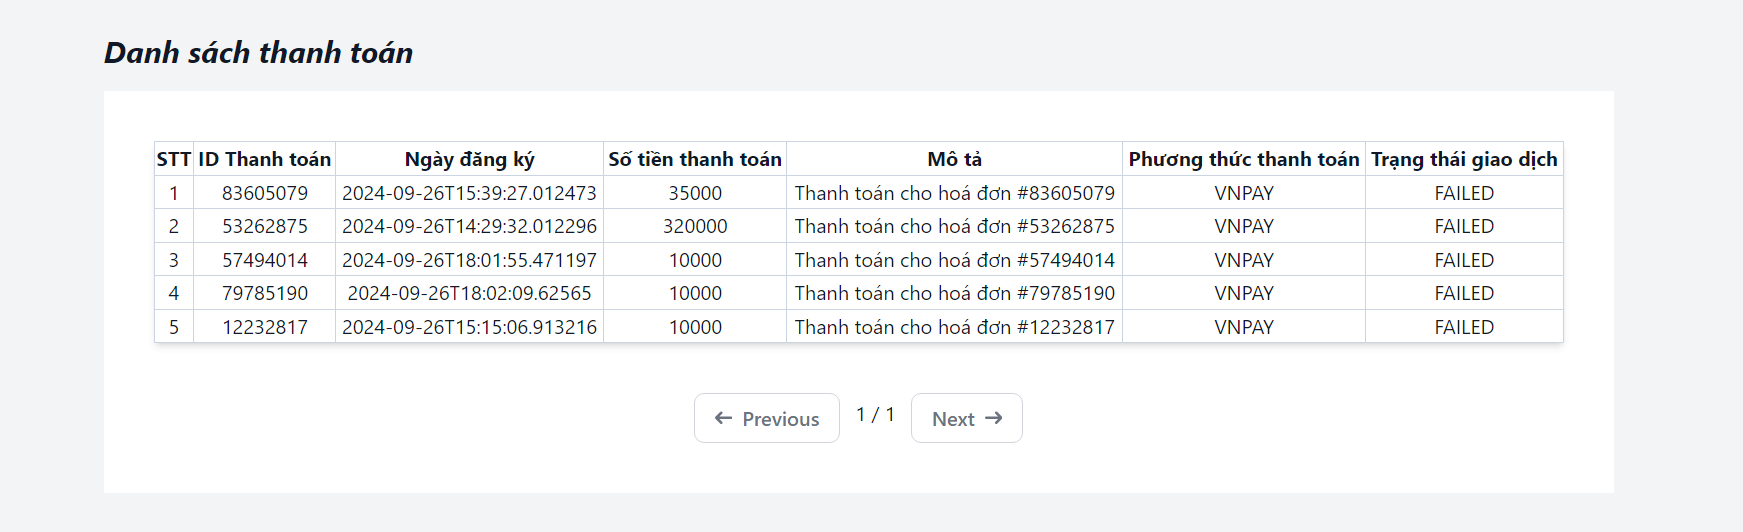 Danh sách thanh toán
STT ID Thanh toán Ngày đăng ký Số tiền thanh toán Mô tả Phương thức thanh toán Trạng thái giao dịch
1 83605079 2024-09-26T15:39:27.012473 35000 Thanh toán cho hoá đơn #83605079 VNPAY FAILED
2 53262875 2024-09-26T14:29:32.012296 320000 Thanh toán cho hoá đơn #53262875 VNPAY FAILED
3 57494014 2024-09-26T18:01:55.471197 10000 Thanh toán cho hoá đơn #57494014 VNPAY FAILED
4 79785190 2024-09-26T18:02:09.62565 10000 Thanh toán cho hoá đơn #79785190 VNPAY FAILED
5 12232817 2024-09-26T15:15:06.913216 10000 Thanh toán cho hoá đơn #12232817 VNPAY FAILED
← Previous 1 / 1 Next →